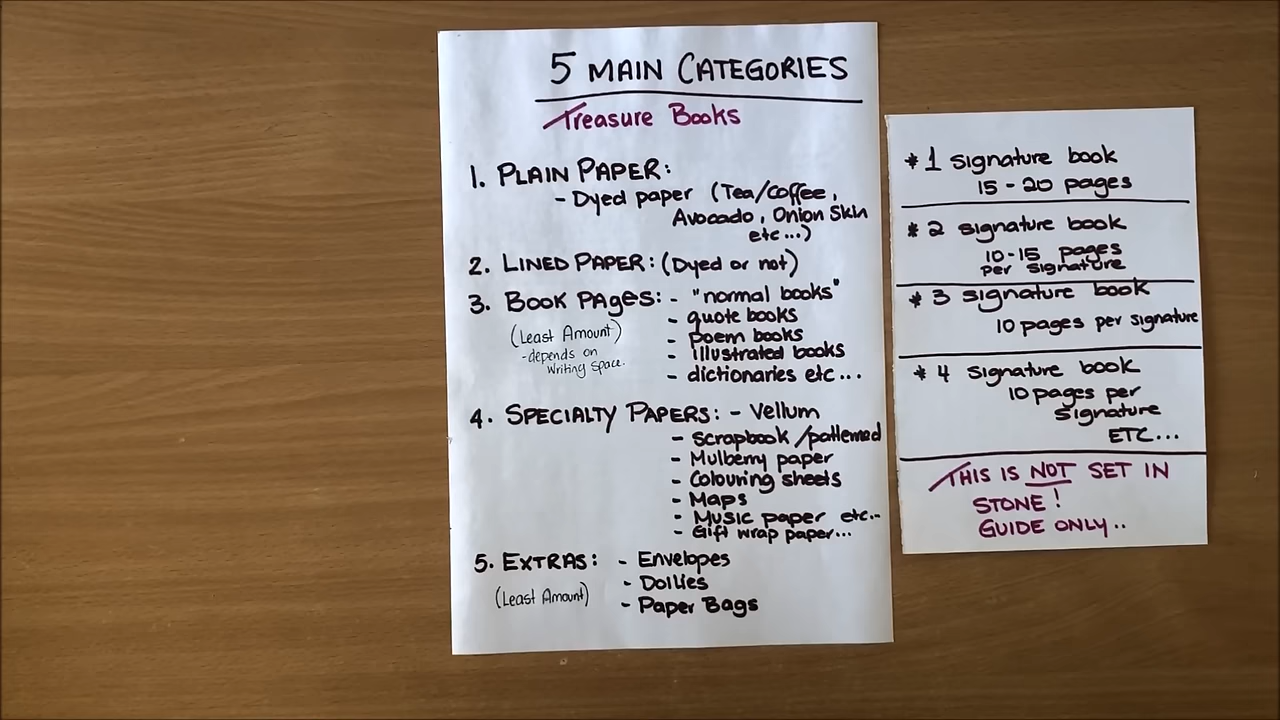 5 MAIN CATEGORIES
Treasure Books
1. PLAIN PAPER:
- Dyed paper (Tea/Coffee,
Avocado, Onion Skin
etc...)
2. LINED PAPER: (Dyed or not)
3. BOOK PAGES: - "normal books"
(Least Amount)
- depends on
Writing Space.
- quote books
- poem books
- illustrated books
- dictionaries etc...
4. SPECIALTY PAPERS: - Vellum
- Scrapbook/patterned
- Mulberry paper
- Colouring sheets
- Maps
- Music paper etc..
- Gift wrap paper...
5. EXTRAS: - Envelopes
(Least Amount)
- Doilies
- Paper Bags
* 1 Signature book
15 - 20 pages
* 2 signature book
10-15 pages
per signature
* 3 signature book
10 pages per signature
* 4 signature book
10 pages per
signature
ETC...
THIS IS NOT SET IN
STONE!
GUIDE ONLY..